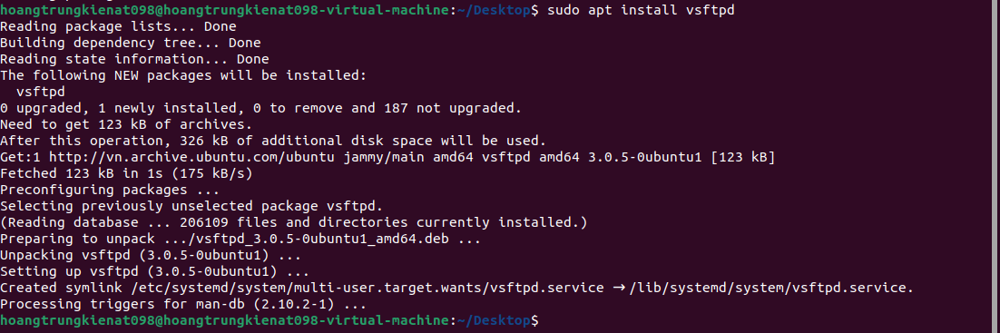 hoangtrungkienat098@hoangtrungkienat098-virtual-machine:~/Desktop$ sudo apt install vsftpd
Reading package lists... Done
Building dependency tree... Done
Reading state information... Done
The following NEW packages will be installed:
  vsftpd
0 upgraded, 1 newly installed, 0 to remove and 187 not upgraded.
Need to get 123 kB of archives.
After this operation, 326 kB of additional disk space will be used.
Get:1 http://vn.archive.ubuntu.com/ubuntu jammy/main amd64 vsftpd amd64 3.0.5-0ubuntu1 [123 kB]
Fetched 123 kB in 1s (175 kB/s)
Preconfiguring packages ...
Selecting previously unselected package vsftpd.
(Reading database ... 206109 files and directories currently installed.)
Preparing to unpack .../vsftpd_3.0.5-0ubuntu1_amd64.deb ...
Unpacking vsftpd (3.0.5-0ubuntu1) ...
Setting up vsftpd (3.0.5-0ubuntu1) ...
Created symlink /etc/systemd/system/multi-user.target.wants/vsftpd.service → /lib/systemd/system/vsftpd.service.
Processing triggers for man-db (2.10.2-1) ...
hoangtrungkienat098@hoangtrungkienat098-virtual-machine:~/Desktop$